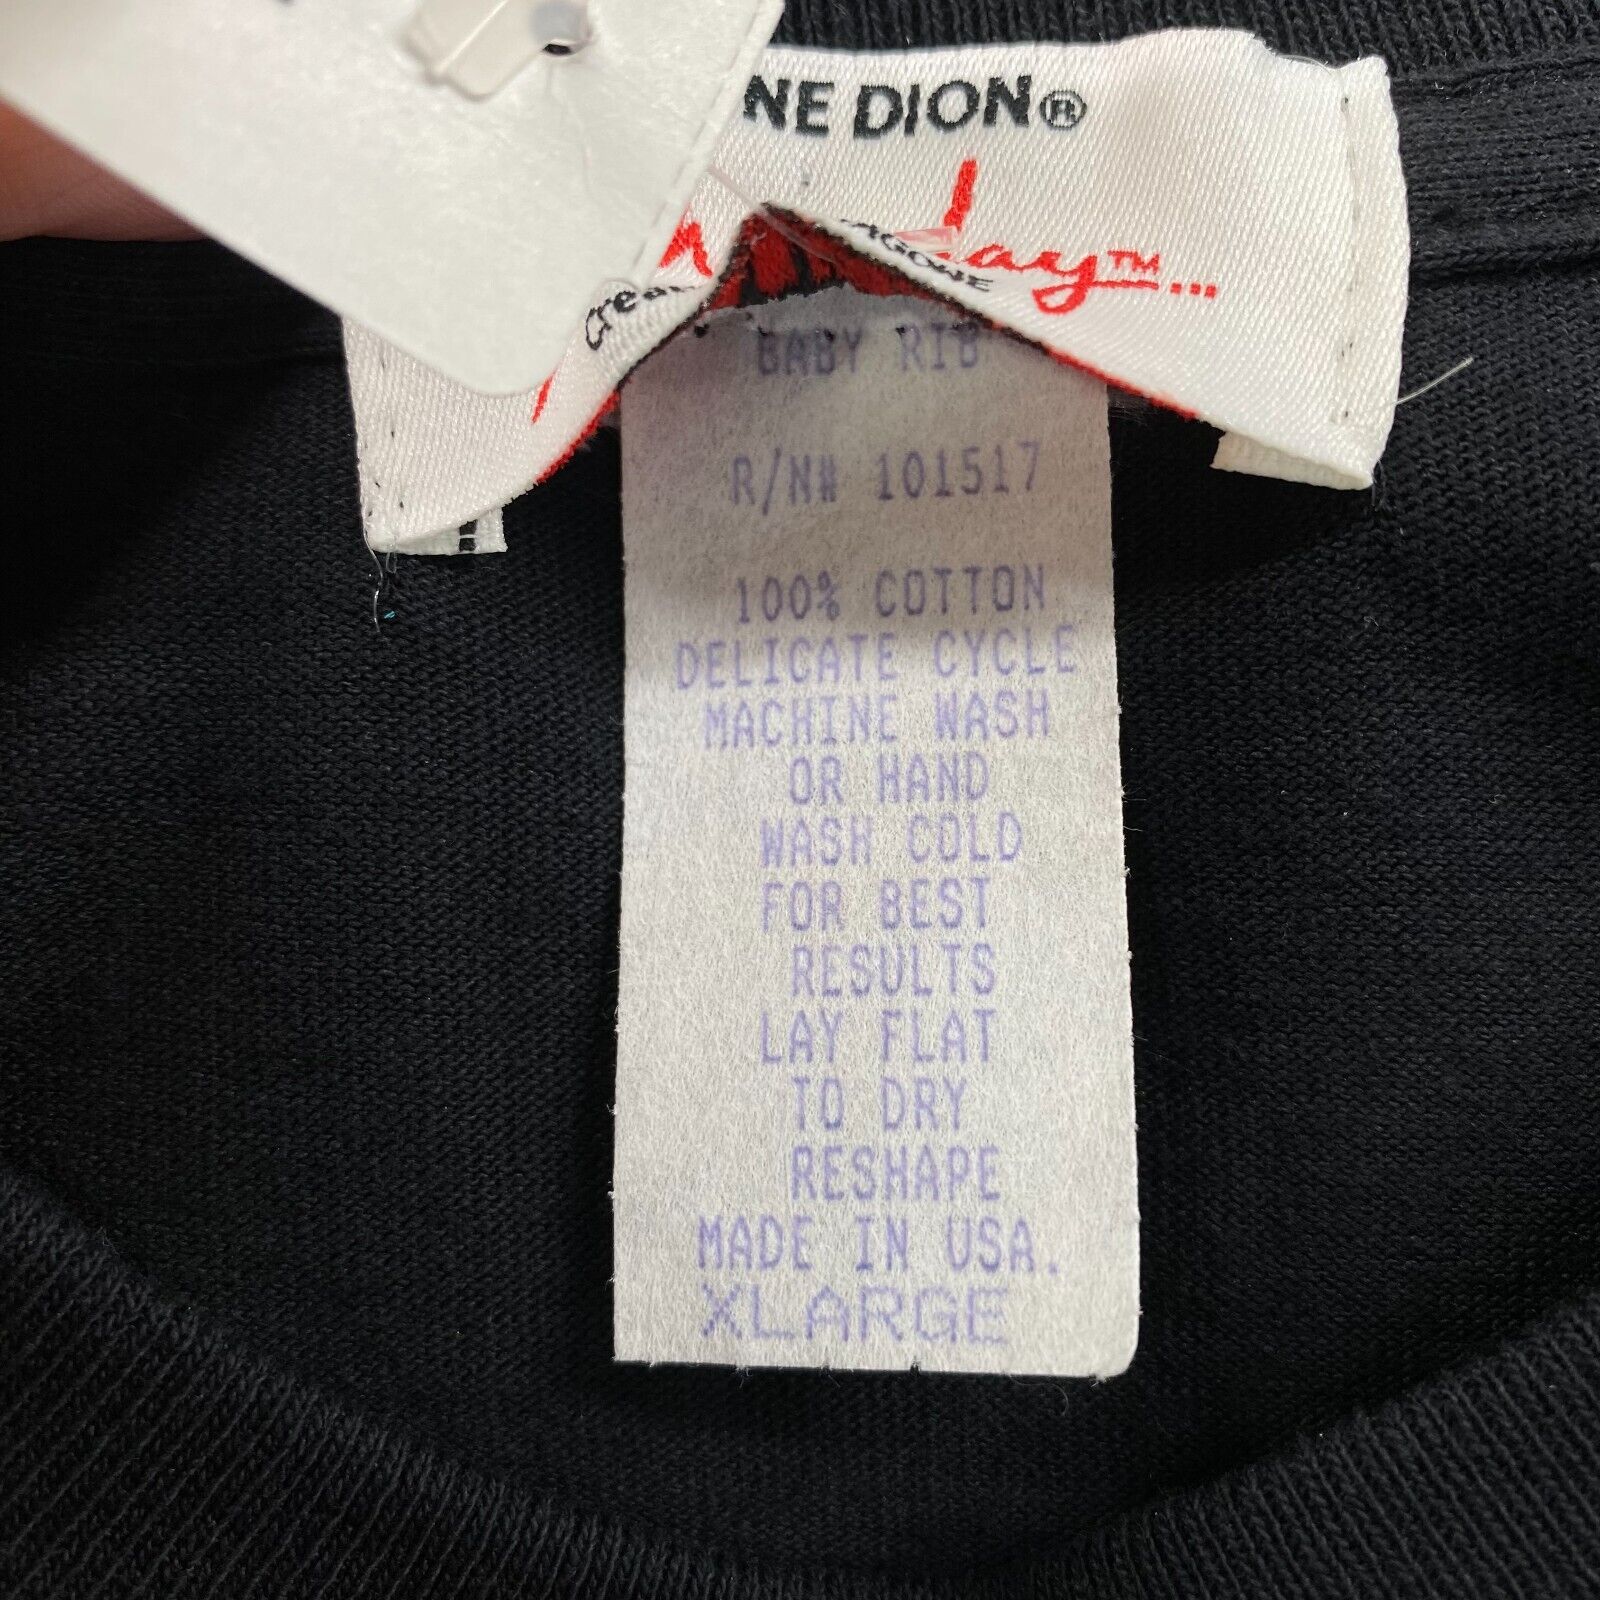 NE DION®
day™...
BABY RIB
R/N# 101517
100% COTTON
DELICATE CYCLE
MACHINE WASH
OR HAND
WASH COLD
FOR BEST
RESULTS
LAY FLAT
TO DRY
RESHAPE
MADE IN USA.
XLARGE